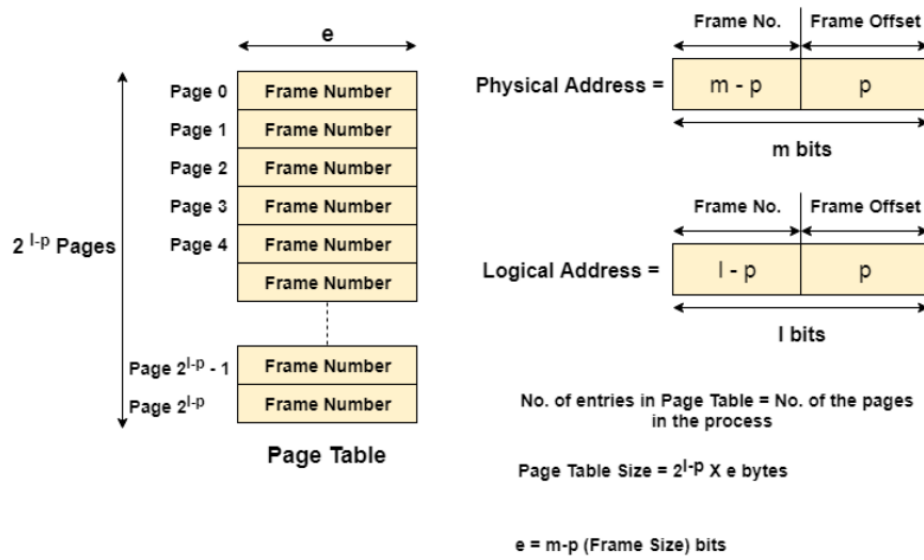 e
Page 0 Frame Number
Page 1 Frame Number
Page 2 Frame Number
Page 3 Frame Number
Page 4 Frame Number
Frame Number
2 l-p Pages
Page 2l-p - 1 Frame Number
Page 2l-p Frame Number
Page Table
Frame No. Frame Offset
Physical Address = m - p p
m bits
Frame No. Frame Offset
Logical Address = l - p p
l bits
No. of entries in Page Table = No. of the pages
in the process
Page Table Size = 2l-p X e bytes
e = m-p (Frame Size) bits